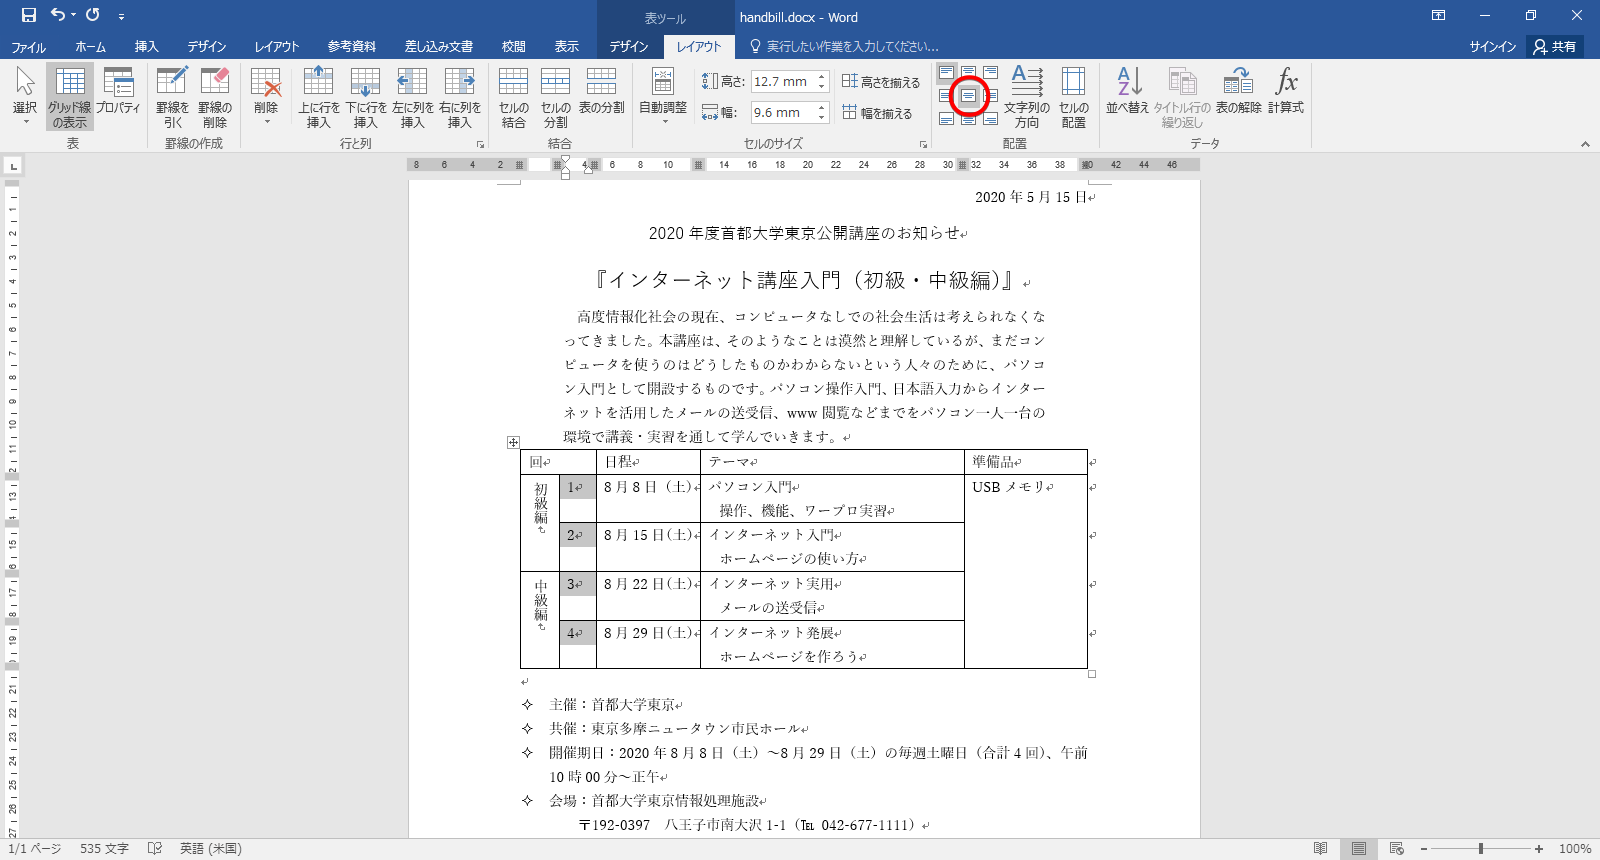 表ツール
handbill.docx - Word
ファイル
ホーム
挿入
デザイン
レイアウト
参考資料
差し込み文書
校閲
表示
デザイン
レイアウト
実行したい作業を入力してください...
サインイン
共有
選択
グリッド線の表示
プロパティ
罫線を引く
罫線の削除
削除
上に行を挿入
下に行を挿入
左に列を挿入
右に列を挿入
セルの結合
セルの分割
表の分割
自動調整
高さ: 12.7 mm
幅: 9.6 mm
高さを揃える
幅を揃える
文字列の方向
セルの配置
並べ替え
タイトル行の繰り返し
表の解除
計算式
表
罫線の作成
行と列
結合
セルのサイズ
配置
データ
8 6 4 2 4 6 8 10 14 16 18 20 22 24 26 28 30 32 34 36 38 40 42 44 46
2020 年 5 月 15 日
2020 年度首都大学東京公開講座のお知らせ
『インターネット講座入門（初級・中級編）』
高度情報化社会の現在、コンピュータなしでの社会生活は考えられなくな
ってきました。本講座は、そのようなことは漠然と理解しているが、まだコン
ピュータを使うのはどうしたものかわからないという人々のために、パソコ
ン入門として開設するものです。パソコン操作入門、日本語入力からインター
ネットを活用したメールの送受信、www 閲覧などまでをパソコン一人一台の
環境で講義・実習を通して学んでいきます。
回 日程 テーマ 準備品
初級編 1 8 月 8 日（土） パソコン入門 USB メモリ
操作、機能、ワープロ実習
2 8 月 15 日（土） インターネット入門
ホームページの使い方
中級編 3 8 月 22 日（土） インターネット実用
メールの送受信
4 8 月 29 日（土） インターネット発展
ホームページを作ろう
主催：首都大学東京
共催：東京多摩ニュータウン市民ホール
開催期日：2020 年 8 月 8 日（土）～8 月 29 日（土）の毎週土曜日（合計 4 回）、午前
10 時 00 分～正午
会場：首都大学東京情報処理施設
〒192-0397　八王子市南大沢 1-1（℡ 042-677-1111）
1/1 ページ
535 文字
英語 (米国)
100%